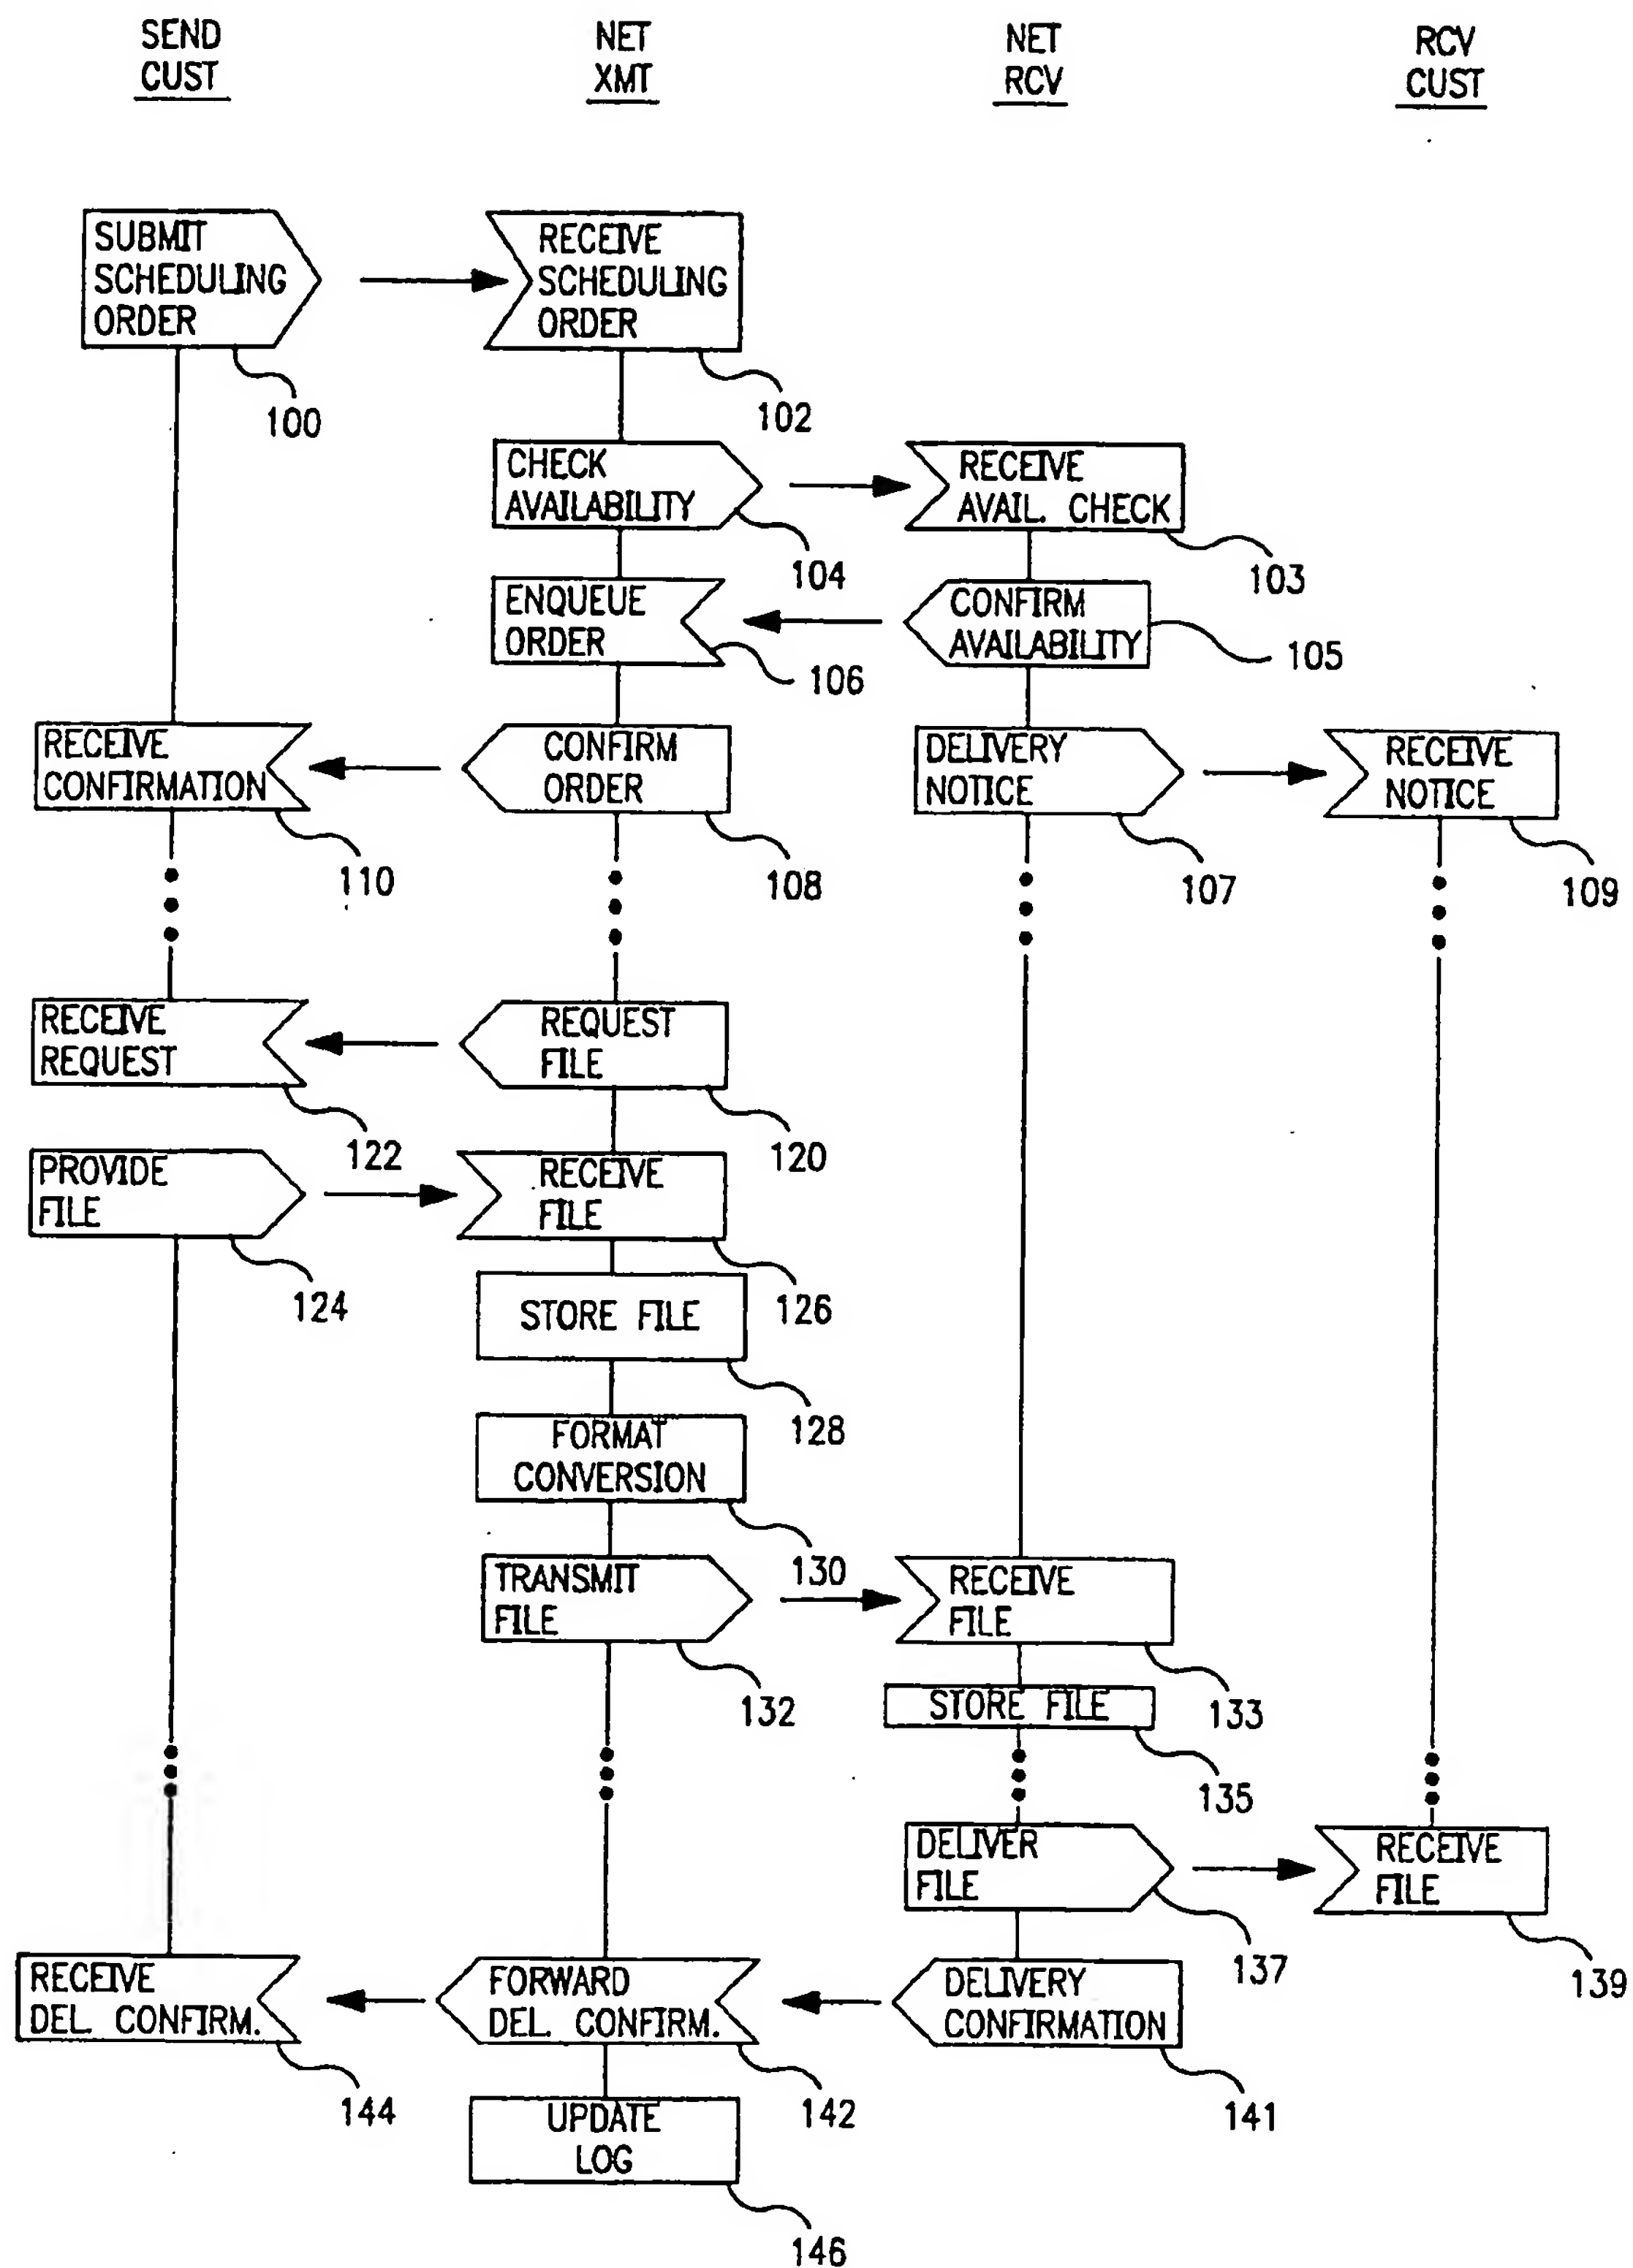 SEND
CUST
NET
XMT
NET
RCV
RCV
CUST
SUBMIT
SCHEDULING
ORDER
100
RECEIVE
SCHEDULING
ORDER
102
CHECK
AVAILABILITY
104
RECEIVE
AVAIL. CHECK
103
ENQUEUE
ORDER
106
CONFIRM
AVAILABILITY
105
RECEIVE
CONFIRMATION
110
CONFIRM
ORDER
108
DELIVERY
NOTICE
107
RECEIVE
NOTICE
109
RECEIVE
REQUEST
122
REQUEST
FILE
120
PROVIDE
FILE
124
RECEIVE
FILE
126
STORE FILE
128
FORMAT
CONVERSION
130
TRANSMIT
FILE
132
RECEIVE
FILE
133
STORE FILE
135
DELIVER
FILE
137
RECEIVE
FILE
139
RECEIVE
DEL. CONFIRM.
144
FORWARD
DEL. CONFIRM.
142
DELIVERY
CONFIRMATION
141
UPDATE
LOG
146